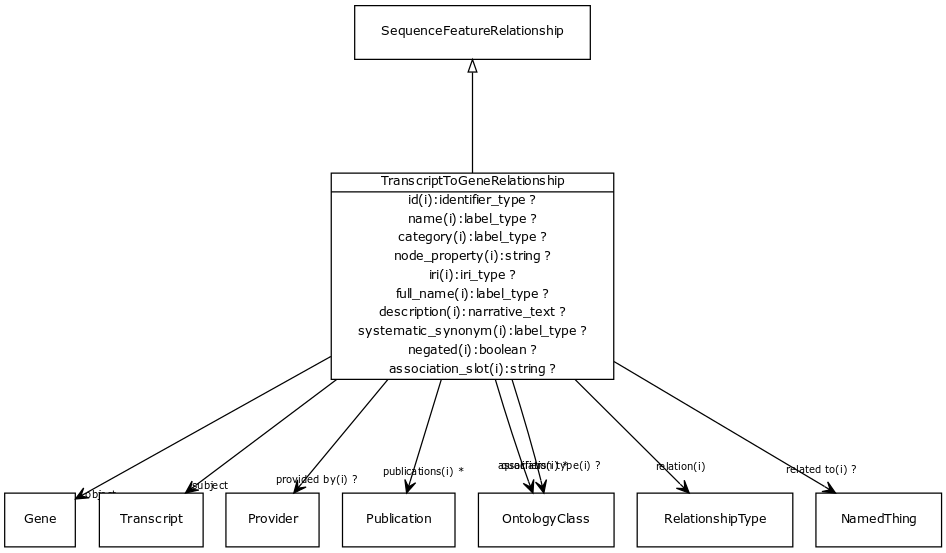 SequenceFeatureRelationship
TranscriptToGeneRelationship
id(i):identifier_type ?
name(i):label_type ?
category(i):label_type ?
node_property(i):string ?
iri(i):iri_type ?
full_name(i):label_type ?
description(i):narrative_text ?
systematic_synonym(i):label_type ?
negated(i):boolean ?
association_slot(i):string ?
object
subject
provided by(i) ?
publications(i) *
type(i) ?
relation(i)
related to(i) ?
Gene
Transcript
Provider
Publication
OntologyClass
RelationshipType
NamedThing